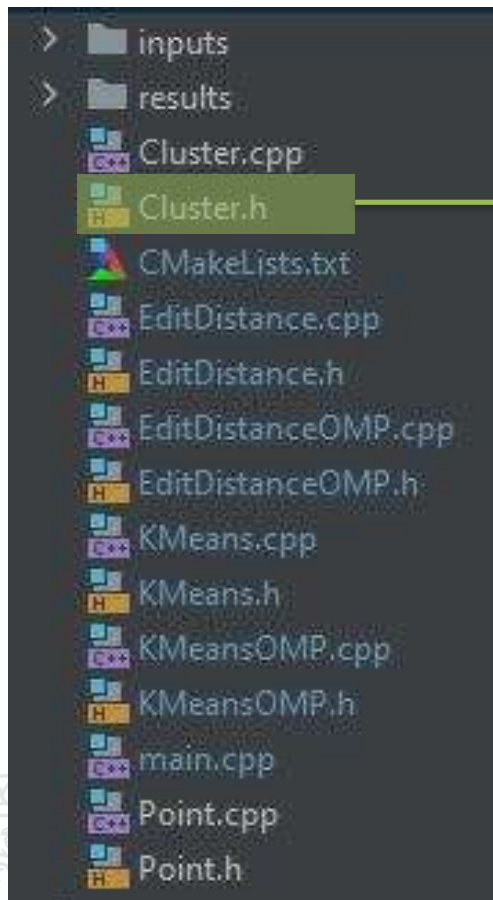 inputs
results
Cluster.cpp
Cluster.h
CMakeLists.txt
EditDistance.cpp
EditDistance.h
EditDistanceOMP.cpp
EditDistanceOMP.h
KMeans.cpp
KMeans.h
KMeansOMP.cpp
KMeansOMP.h
main.cpp
Point.cpp
Point.h